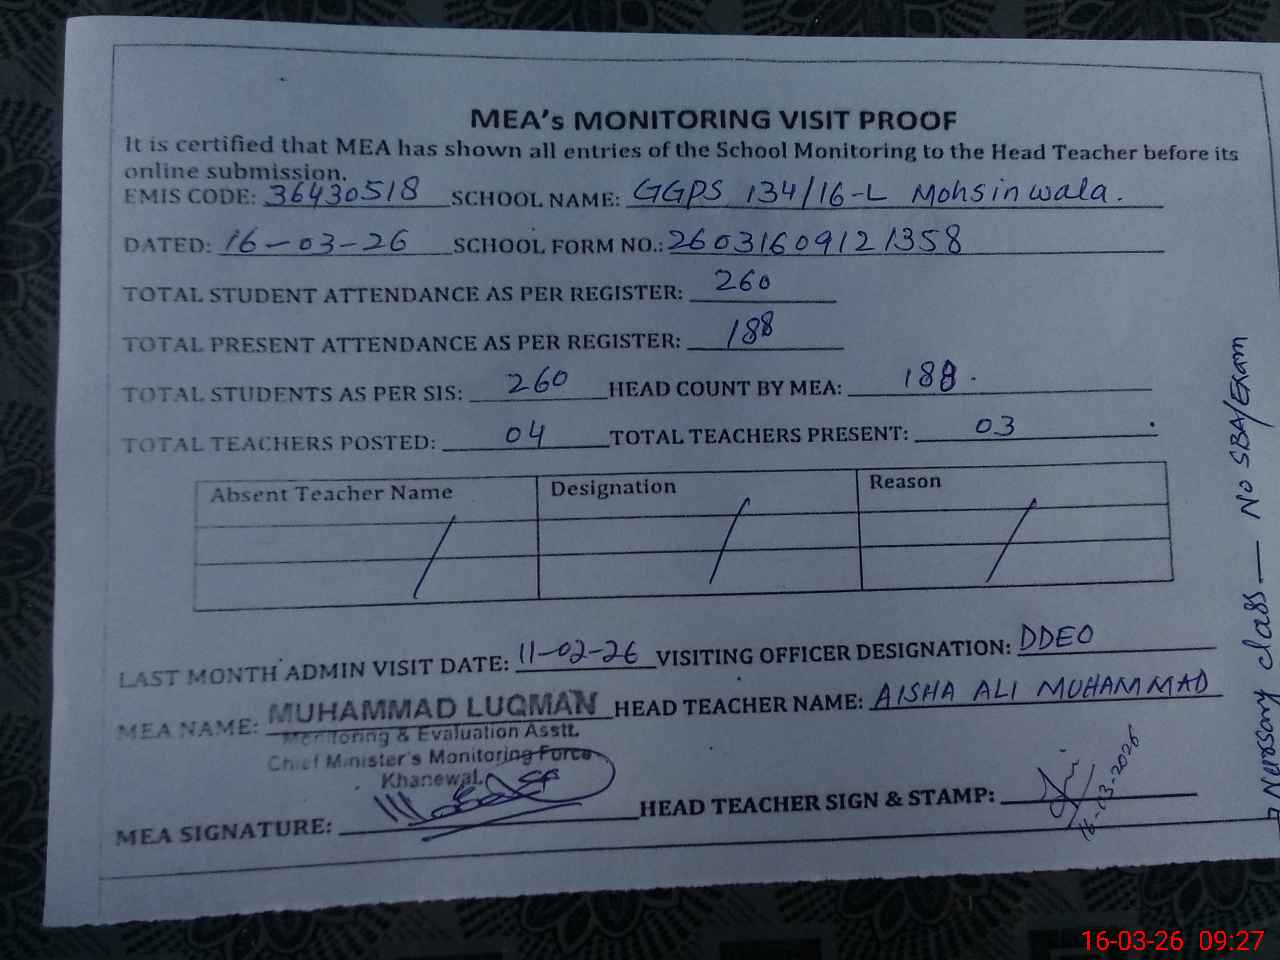 MEA's MONITORING VISIT PROOF
It is certified that MEA has shown all entries of the School Monitoring to the Head Teacher before its
online submission.
EMIS CODE: 36430518 SCHOOL NAME: GGPS 134/16-L Mohsinwala.
DATED: 16-03-26 SCHOOL FORM NO.: 26031609121358
TOTAL STUDENT ATTENDANCE AS PER REGISTER: 260
TOTAL PRESENT ATTENDANCE AS PER REGISTER: 188
TOTAL STUDENTS AS PER SIS: 260 HEAD COUNT BY MEA: 188.
TOTAL TEACHERS POSTED: 04 TOTAL TEACHERS PRESENT: 03
Absent Teacher Name Designation Reason
LAST MONTH ADMIN VISIT DATE: 11-02-26 VISITING OFFICER DESIGNATION: DDEO
MEA NAME: MUHAMMAD LUQMAN HEAD TEACHER NAME: AISHA ALI MUHAMMAD
Monitoring & Evaluation Asstt.
Chief Minister's Monitoring Force
Khanewal.
MEA SIGNATURE: HEAD TEACHER SIGN & STAMP:
class — No SBA/Exam
16-03-26 09:27